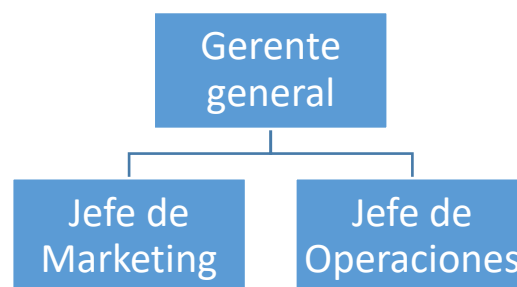 Gerente
general
Jefe de
Marketing
Jefe de
Operaciones